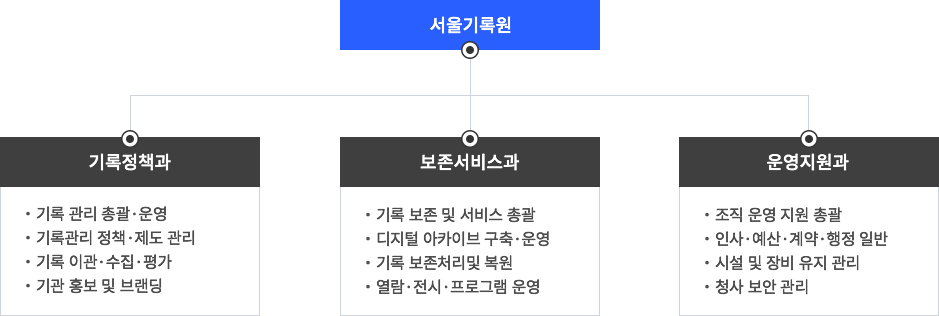 서울기록원
기록정책과
• 기록 관리 총괄·운영
• 기록관리 정책·제도 관리
• 기록 이관·수집·평가
• 기관 홍보 및 브랜딩
보존서비스과
• 기록 보존 및 서비스 총괄
• 디지털 아카이브 구축·운영
• 기록 보존처리및 복원
• 열람·전시·프로그램 운영
운영지원과
• 조직 운영 지원 총괄
• 인사·예산·계약·행정 일반
• 시설 및 장비 유지 관리
• 청사 보안 관리